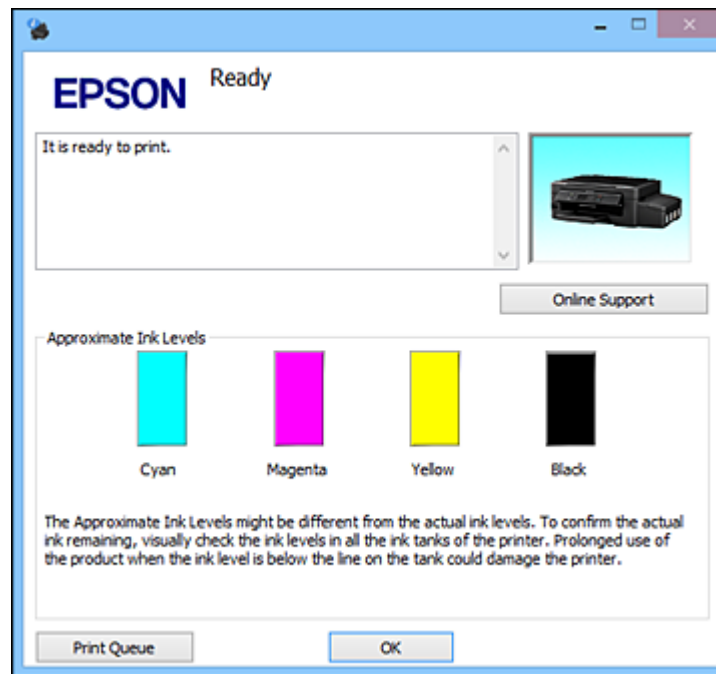 EPSON
Ready
It is ready to print.
Online Support
Approximate Ink Levels
Cyan Magenta Yellow Black
The Approximate Ink Levels might be different from the actual ink levels. To confirm the actual
ink remaining, visually check the ink levels in all the ink tanks of the printer. Prolonged use of
the product when the ink level is below the line on the tank could damage the printer.
Print Queue OK